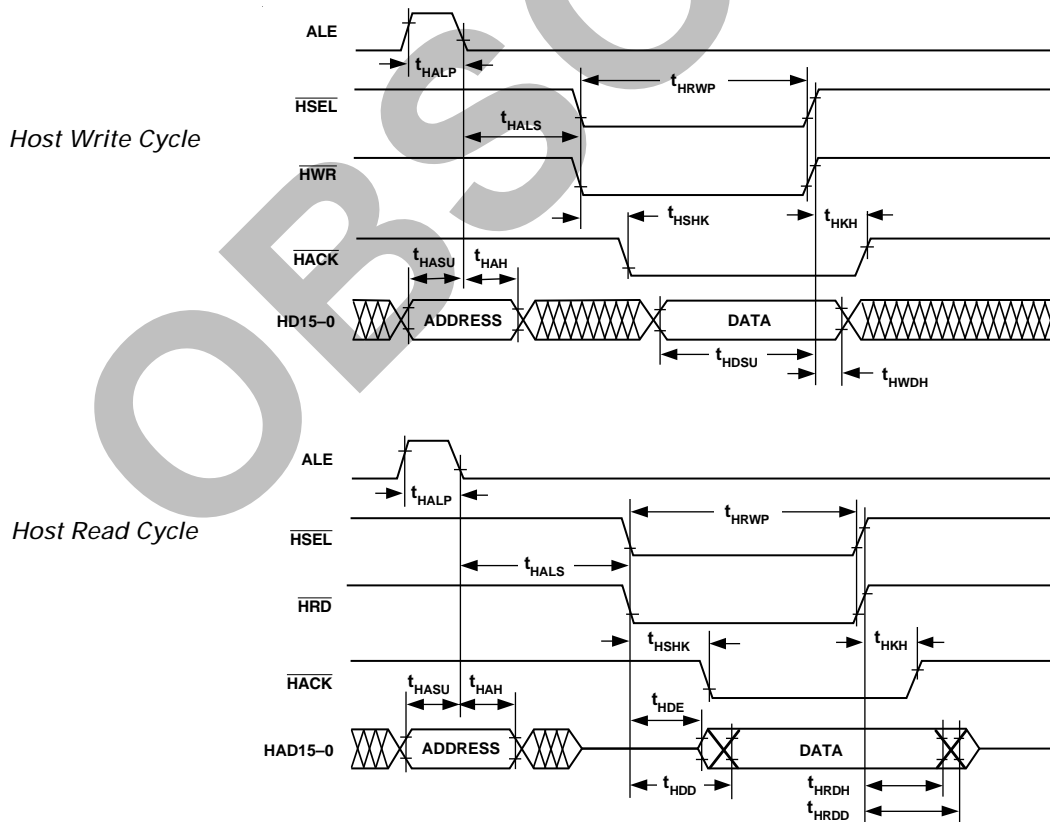 ALE
tHALP
tHRWP
HSEL
tHALS
Host Write Cycle
HWR
tHSHK
tHKH
HACK
tHASU
tHAH
HD15–0
ADDRESS
DATA
tHDSU
tHWDH
ALE
tHALP
Host Read Cycle
HSEL
tHRWP
tHALS
HRD
tHSHK
tHKH
HACK
tHASU
tHAH
tHDE
HAD15–0
ADDRESS
DATA
tHDD
tHRDH
tHRDD
OBSO